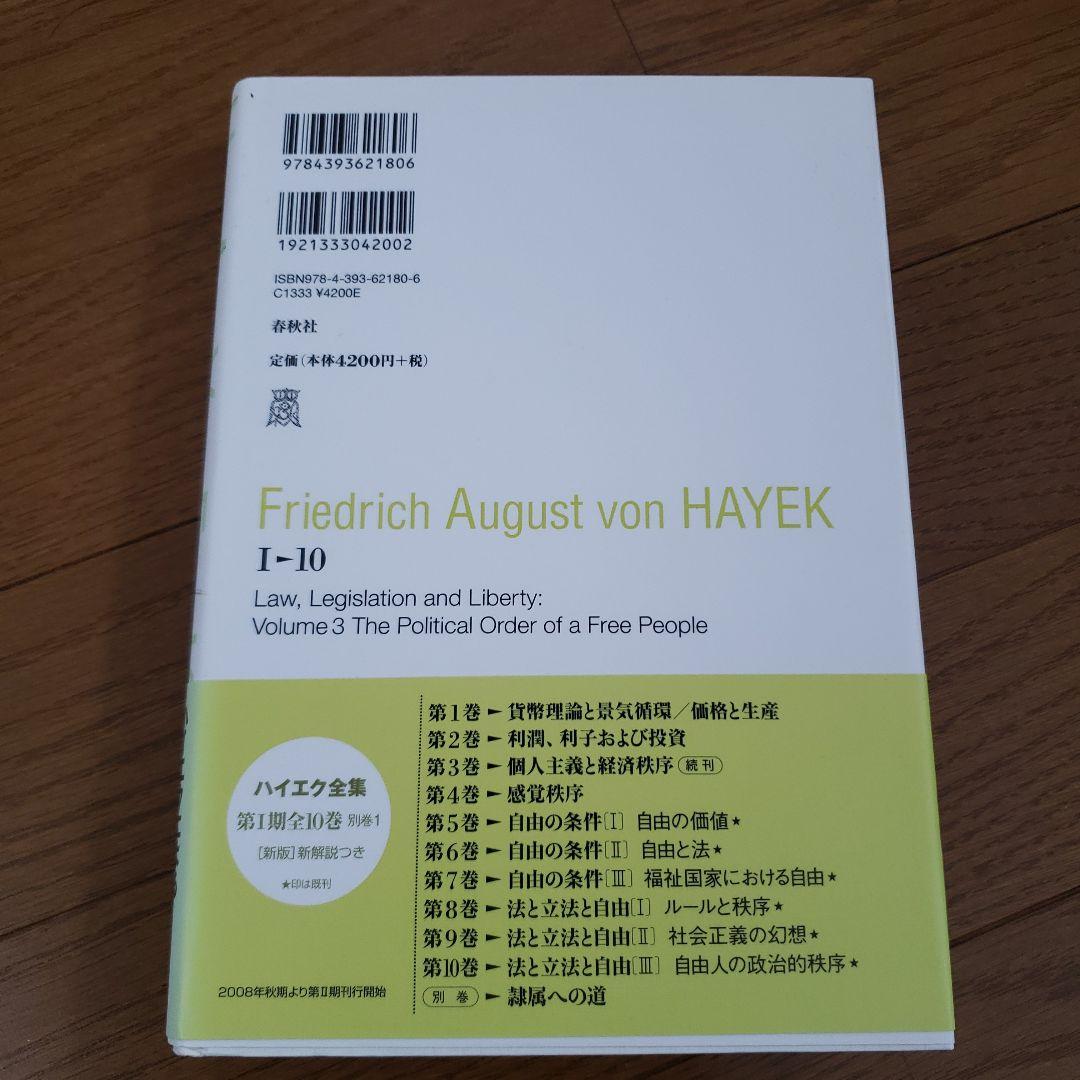 9784393621806
1921333042002
ISBN978-4-393-62180-6
C1333 ¥4200E
春秋社
定価(本体4200円+税)
Friedrich August von HAYEK
I►10
Law, Legislation and Liberty:
Volume 3 The Political Order of a Free People
ハイエク全集
第I期全10巻 別巻1
[新版]新解説つき
★印は既刊
2008年秋期より第Ⅱ期刊行開始
第1巻►貨幣理論と景気循環/価格と生産
第2巻►利潤、利子および投資
第3巻►個人主義と経済秩序 続刊
第4巻►感覚秩序
第5巻►自由の条件[Ⅰ] 自由の価値★
第6巻►自由の条件[Ⅱ] 自由と法★
第7巻►自由の条件[Ⅲ] 福祉国家における自由★
第8巻►法と立法と自由[Ⅰ] ルールと秩序★
第9巻►法と立法と自由[Ⅱ] 社会正義の幻想★
第10巻►法と立法と自由[Ⅲ] 自由人の政治的秩序★
別巻►隷属への道